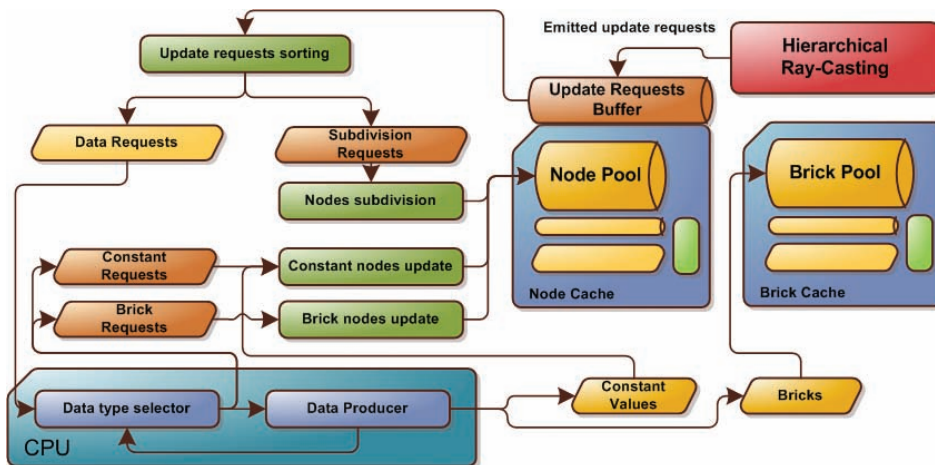 Emitted update requests
Hierarchical
Ray-Casting
Update requests sorting
Update Requests
Buffer
Data Requests
Subdivision
Requests
Node Pool
Brick Pool
Nodes subdivision
Constant
Requests
Constant nodes update
Node Cache
Brick Cache
Brick
Requests
Brick nodes update
Data type selector
Data Producer
Constant
Values
Bricks
CPU